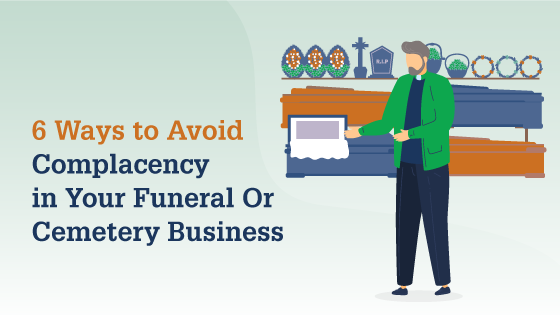 6 Ways to Avoid
Complacency
in Your Funeral Or
Cemetery Business
R.I.P